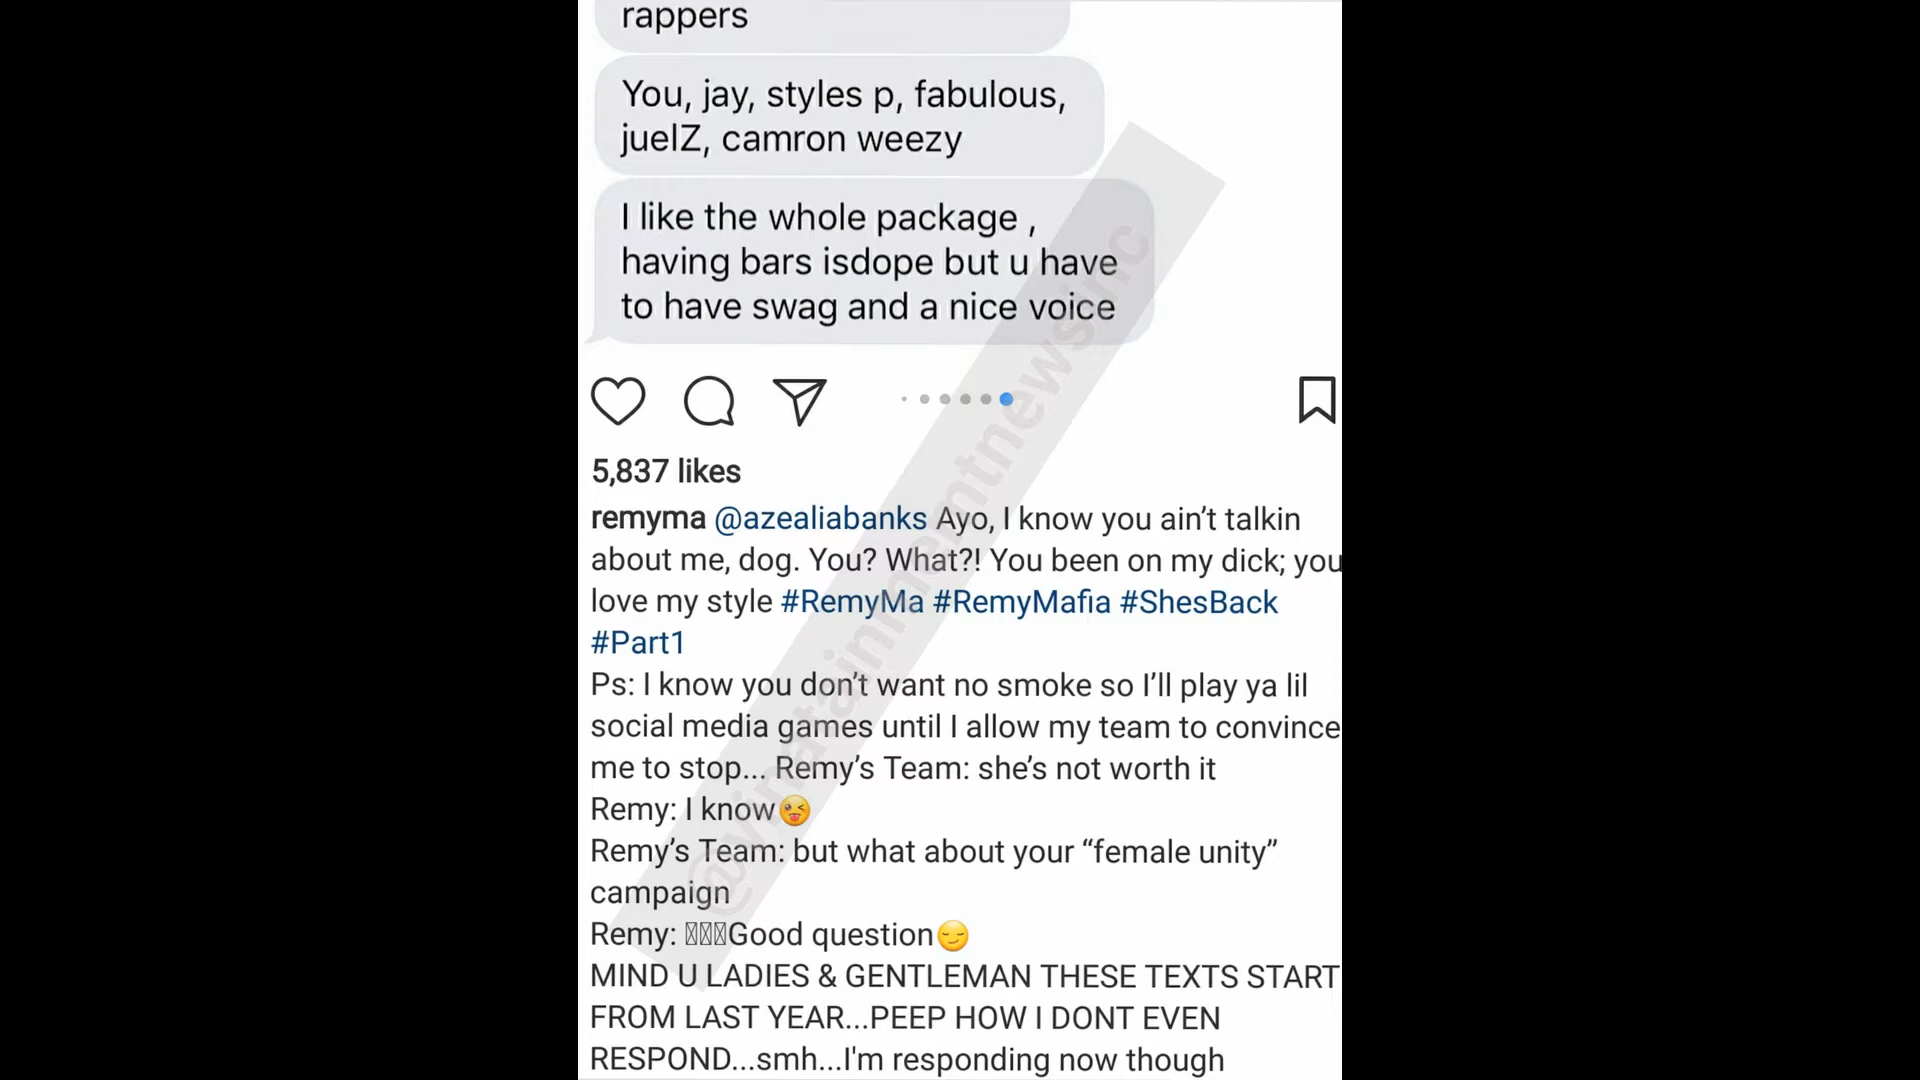 rappers
You, jay, styles p, fabulous,
juelZ, camron weezy
I like the whole package ,
having bars isdope but u have
to have swag and a nice voice
5,837 likes
remyma @azealiabanks Ayo, I know you ain’t talkin
about me, dog. You? What?! You been on my dick; you
love my style #RemyMa #RemyMafia #ShesBack
#Part1
Ps: I know you don’t want no smoke so I’ll play ya lil
social media games until I allow my team to convince
me to stop... Remy’s Team: she’s not worth it
Remy: I know😜
Remy’s Team: but what about your “female unity”
campaign
Remy: Good question😏
MIND U LADIES & GENTLEMAN THESE TEXTS START
FROM LAST YEAR...PEEP HOW I DONT EVEN
RESPOND...smh...I'm responding now though